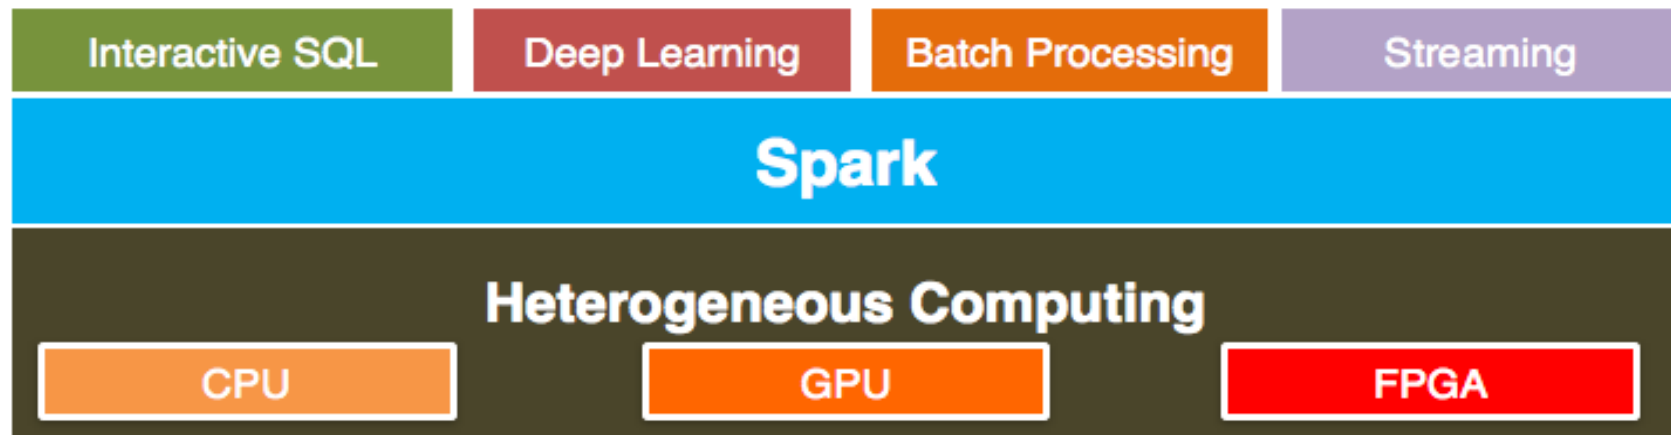 Interactive SQL Deep Learning Batch Processing Streaming
Spark
Heterogeneous Computing
CPU GPU FPGA